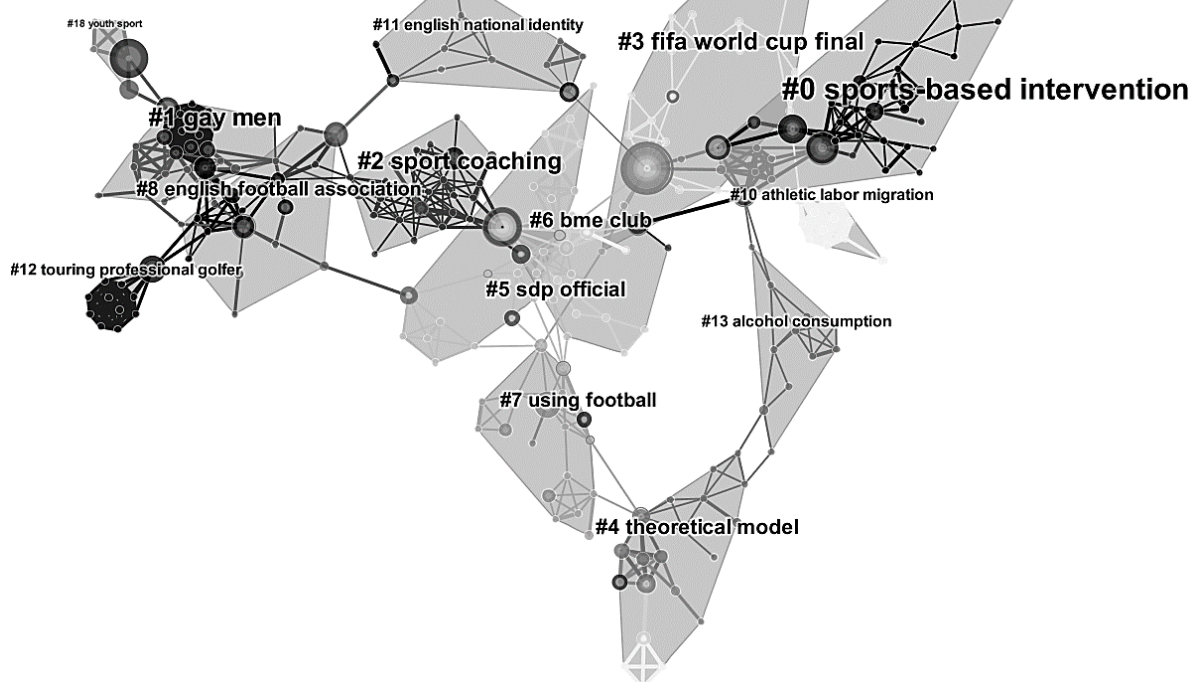 #18 youth sport
#11 english national identity
#3 fifa world cup final
#0 sports-based intervention
#1 gay men
#2 sport coaching
#8 english football association
#10 athletic labor migration
#6 bme club
#12 touring professional golfer
#5 sdp official
#13 alcohol consumption
#7 using football
#4 theoretical model